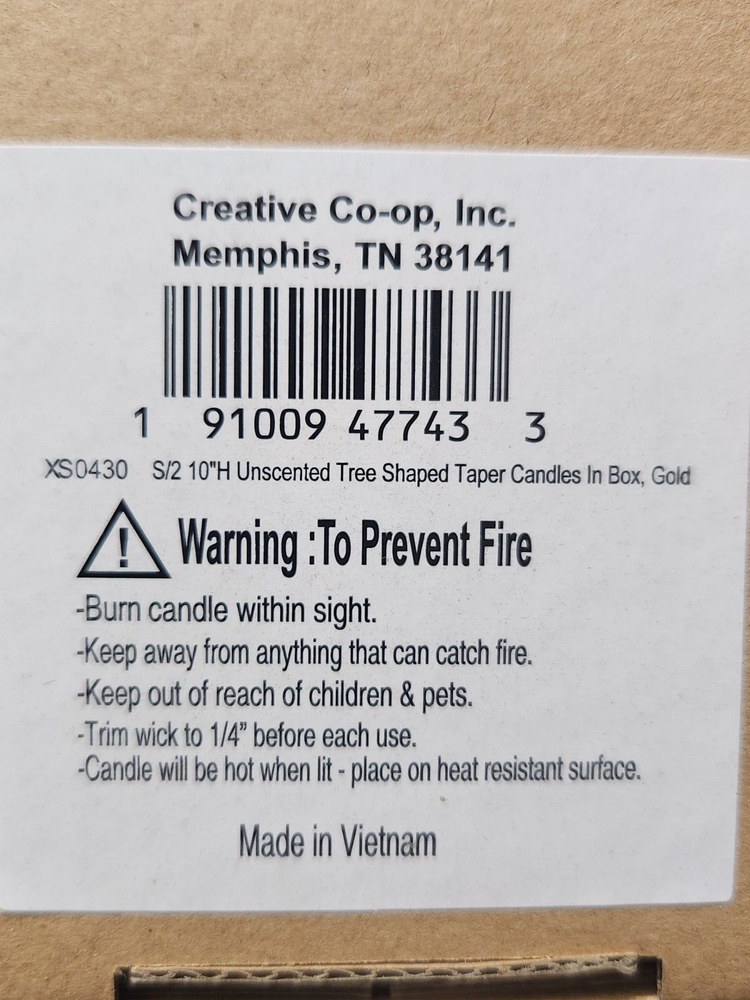 Creative Co-op, Inc.
Memphis, TN 38141
1 91009 47743 3
XS0430 S/2 10"H Unscented Tree Shaped Taper Candles In Box, Gold
! Warning :To Prevent Fire
-Burn candle within sight.
-Keep away from anything that can catch fire.
-Keep out of reach of children & pets.
-Trim wick to 1/4” before each use.
-Candle will be hot when lit - place on heat resistant surface.
Made in Vietnam